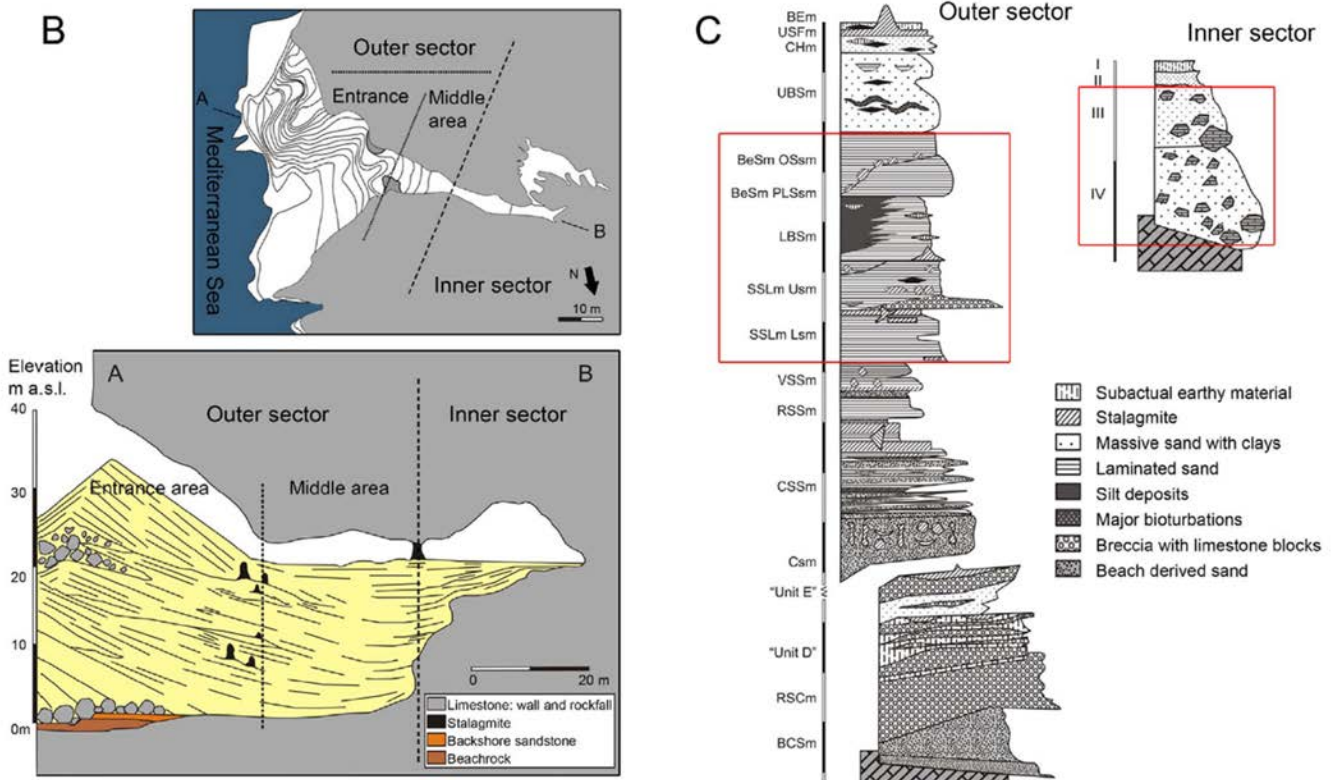 B
Outer sector
Entrance
Middle
area
A
Mediterranean Sea
B
N
Inner sector
10 m
Elevation
m a.s.l.
A
B
40
Outer sector
Inner sector
30
Entrance area
Middle area
20
10
0
20 m
0m
Limestone: wall and rockfall
Stalagmite
Backshore sandstone
Beachrock
C
Outer sector
BEm
USFm
CHm
UBSm
BeSm OSsm
BeSm PLSsm
LBSm
SSLm Usm
SSLm Lsm
VSSm
RSSm
CSSm
Csm
"Unit E"
"Unit D"
RSCm
BCSm
Inner sector
I
II
III
IV
Subactual earthy material
Stalagmite
Massive sand with clays
Laminated sand
Silt deposits
Major bioturbations
Breccia with limestone blocks
Beach derived sand